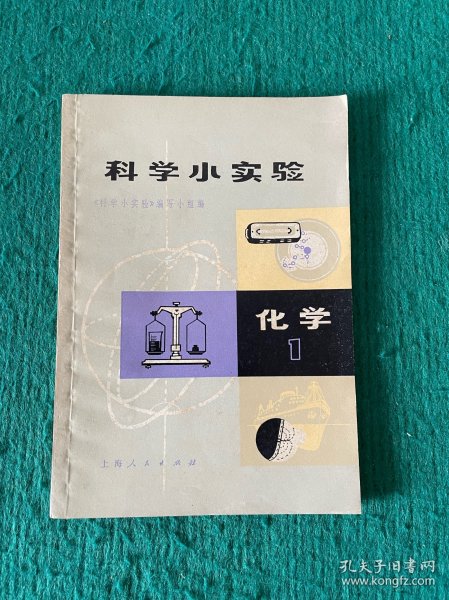 科学小实验
《科学小实验》编写小组编
化学
1
上海人民出版社
孔夫子旧书网
www.kongfz.com